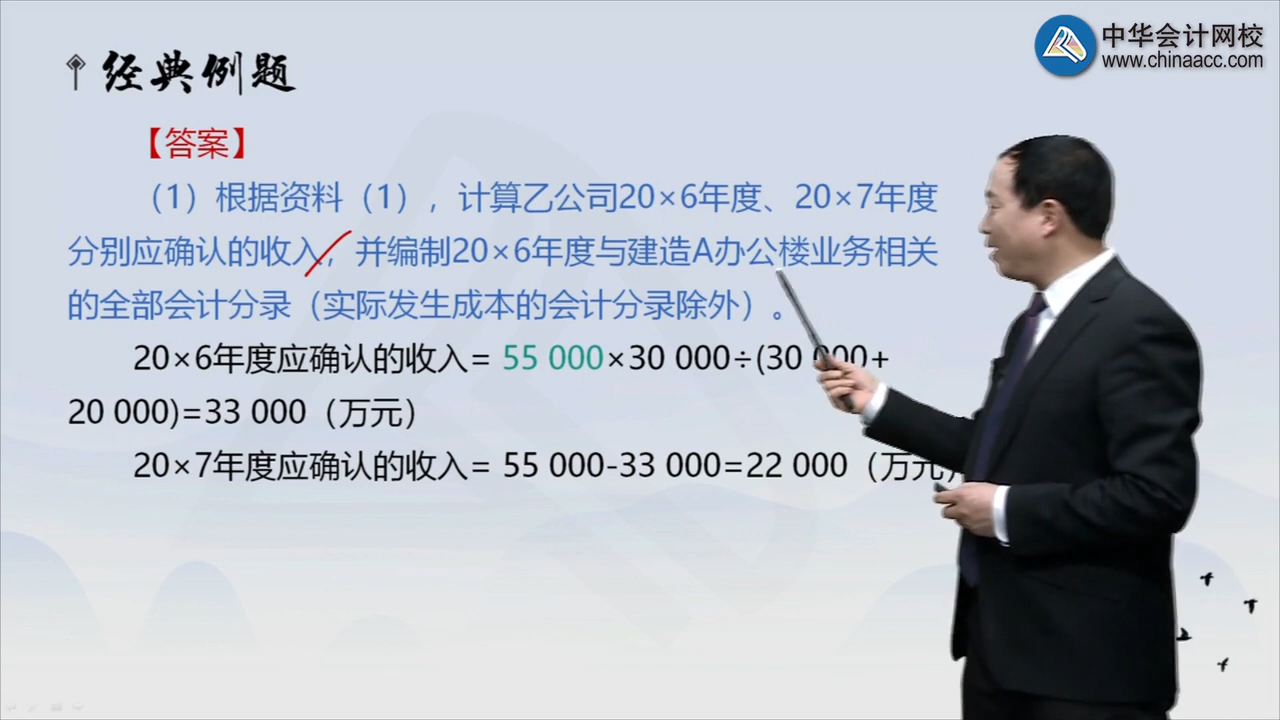 中华会计网校
www.chinaacc.com
经典例题
【答案】
（1）根据资料（1），计算乙公司20×6年度、20×7年度
分别应确认的收入，并编制20×6年度与建造A办公楼业务相关
的全部会计分录（实际发生成本的会计分录除外）。
20×6年度应确认的收入= 55 000×30 000÷(30 000+
20 000)=33 000（万元）
20×7年度应确认的收入= 55 000-33 000=22 000（万元）